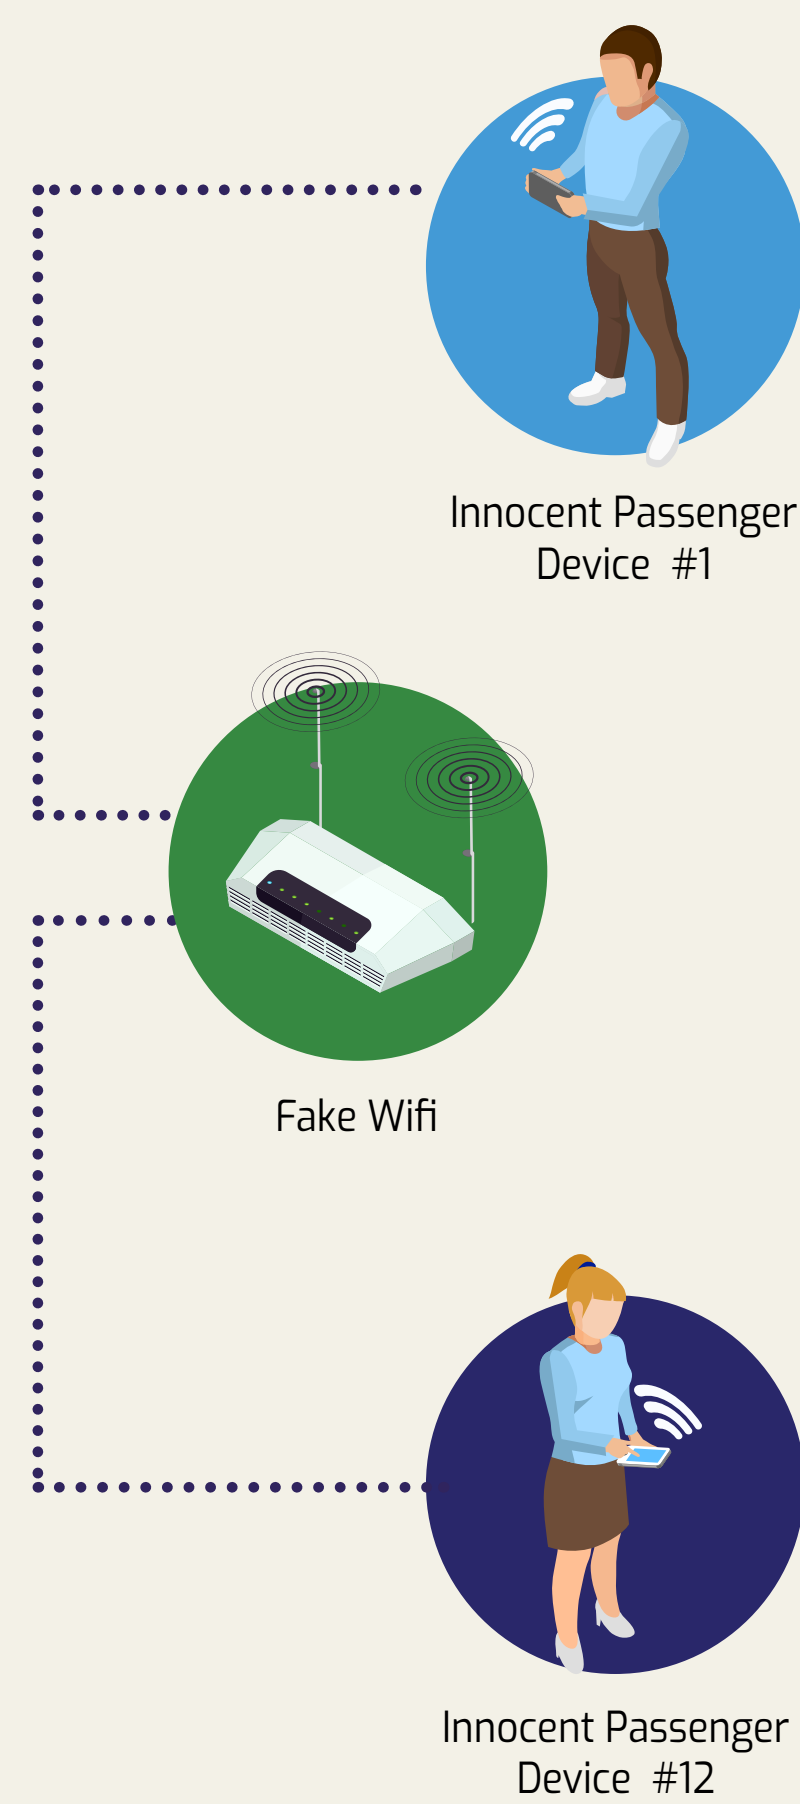 Innocent Passenger
Device #1
Fake Wifi
Innocent Passenger
Device #12